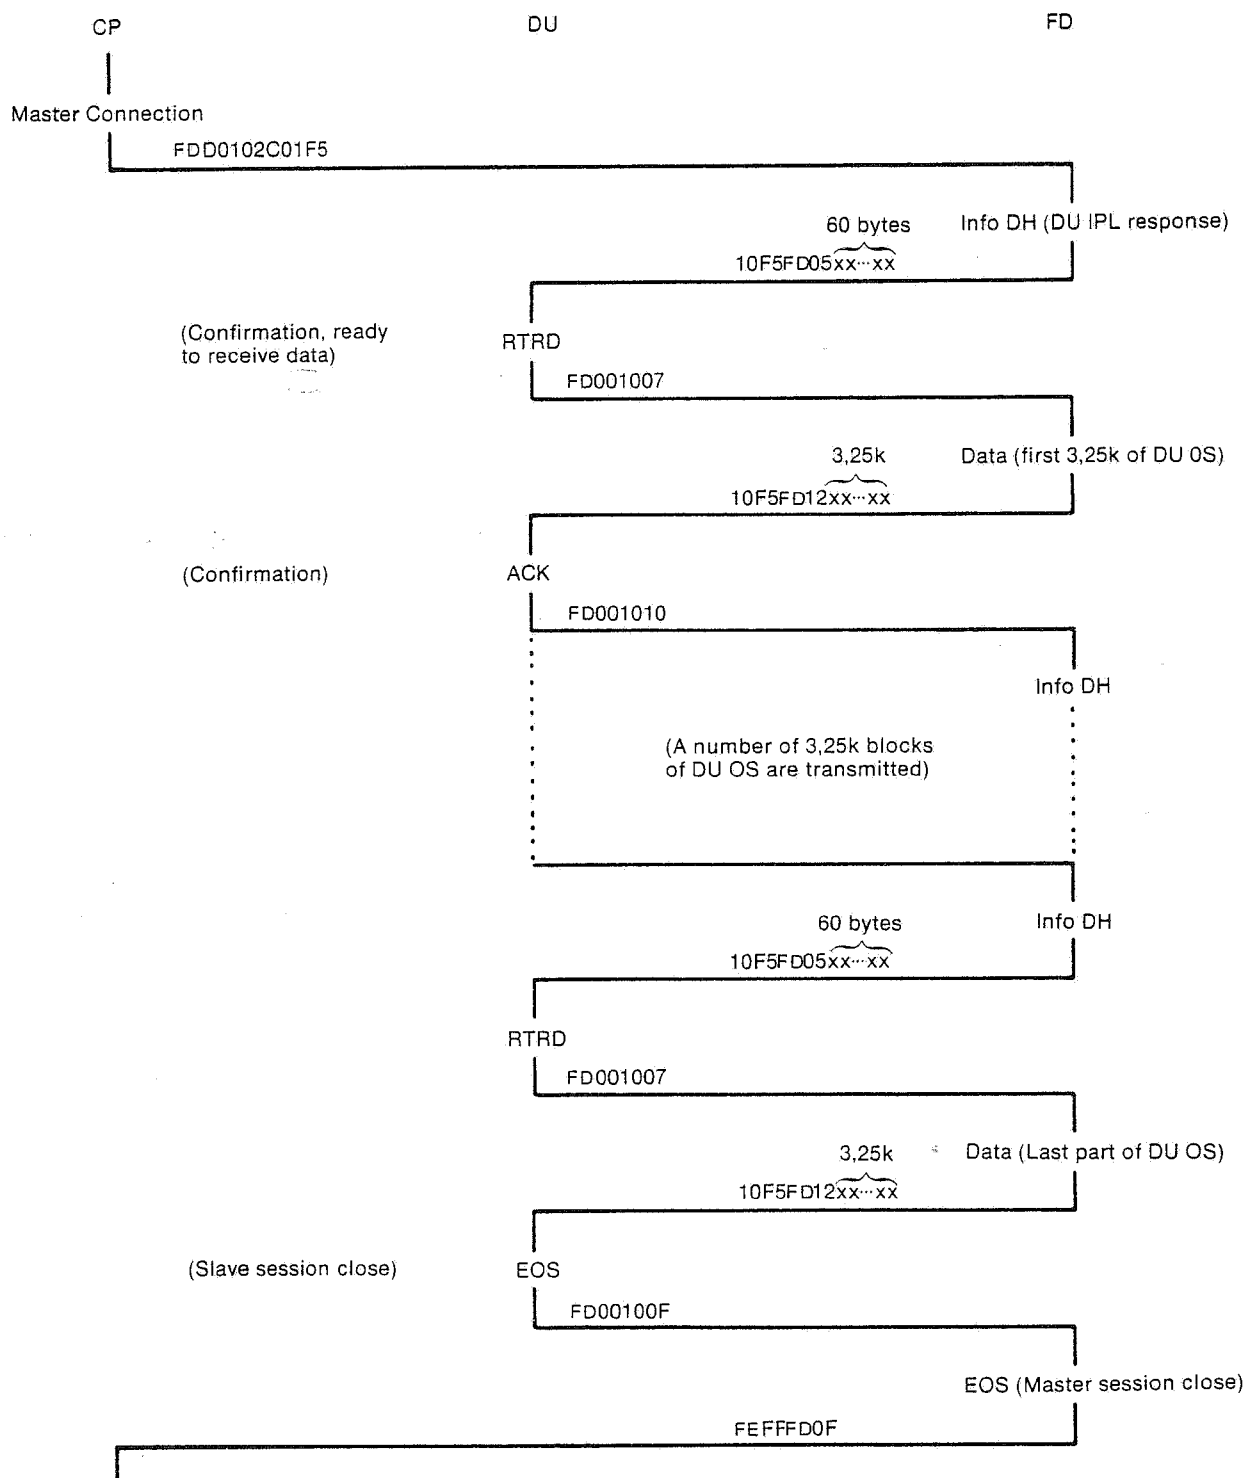 CP DU FD
Master Connection
FDD0102C01F5
60 bytes Info DH (DU IPL response)
10F5FD05xx···xx
(Confirmation, ready
to receive data)
RTRD
FD001007
3,25k Data (first 3,25k of DU OS)
10F5FD12xx···xx
(Confirmation) ACK
FD001010
Info DH
(A number of 3,25k blocks
of DU OS are transmitted)
60 bytes Info DH
10F5FD05xx···xx
RTRD
FD001007
3,25k Data (Last part of DU OS)
10F5FD12xx···xx
(Slave session close) EOS
FD00100F
EOS (Master session close)
FEFFFD0F